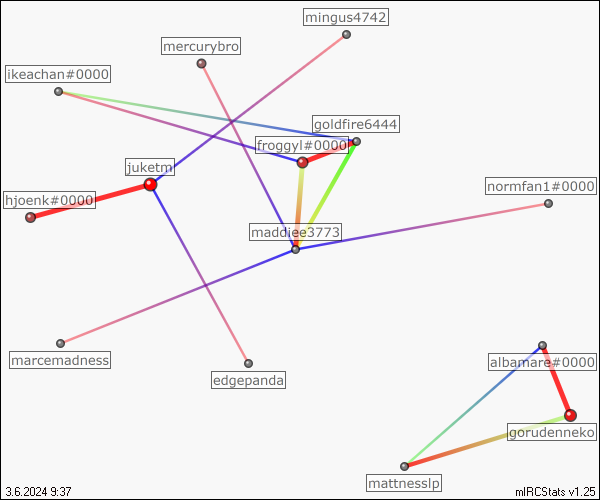 mingus4742
mercurybro
ikeachan#0000
goldfire6444
froggyl#0000
juketm
normfan1#0000
hjoenk#0000
maddiee3773
marcemadness
albamare#0000
edgepanda
gorudenneko
mattnesslp
3.6.2024 9:37
mIRCStats v1.25